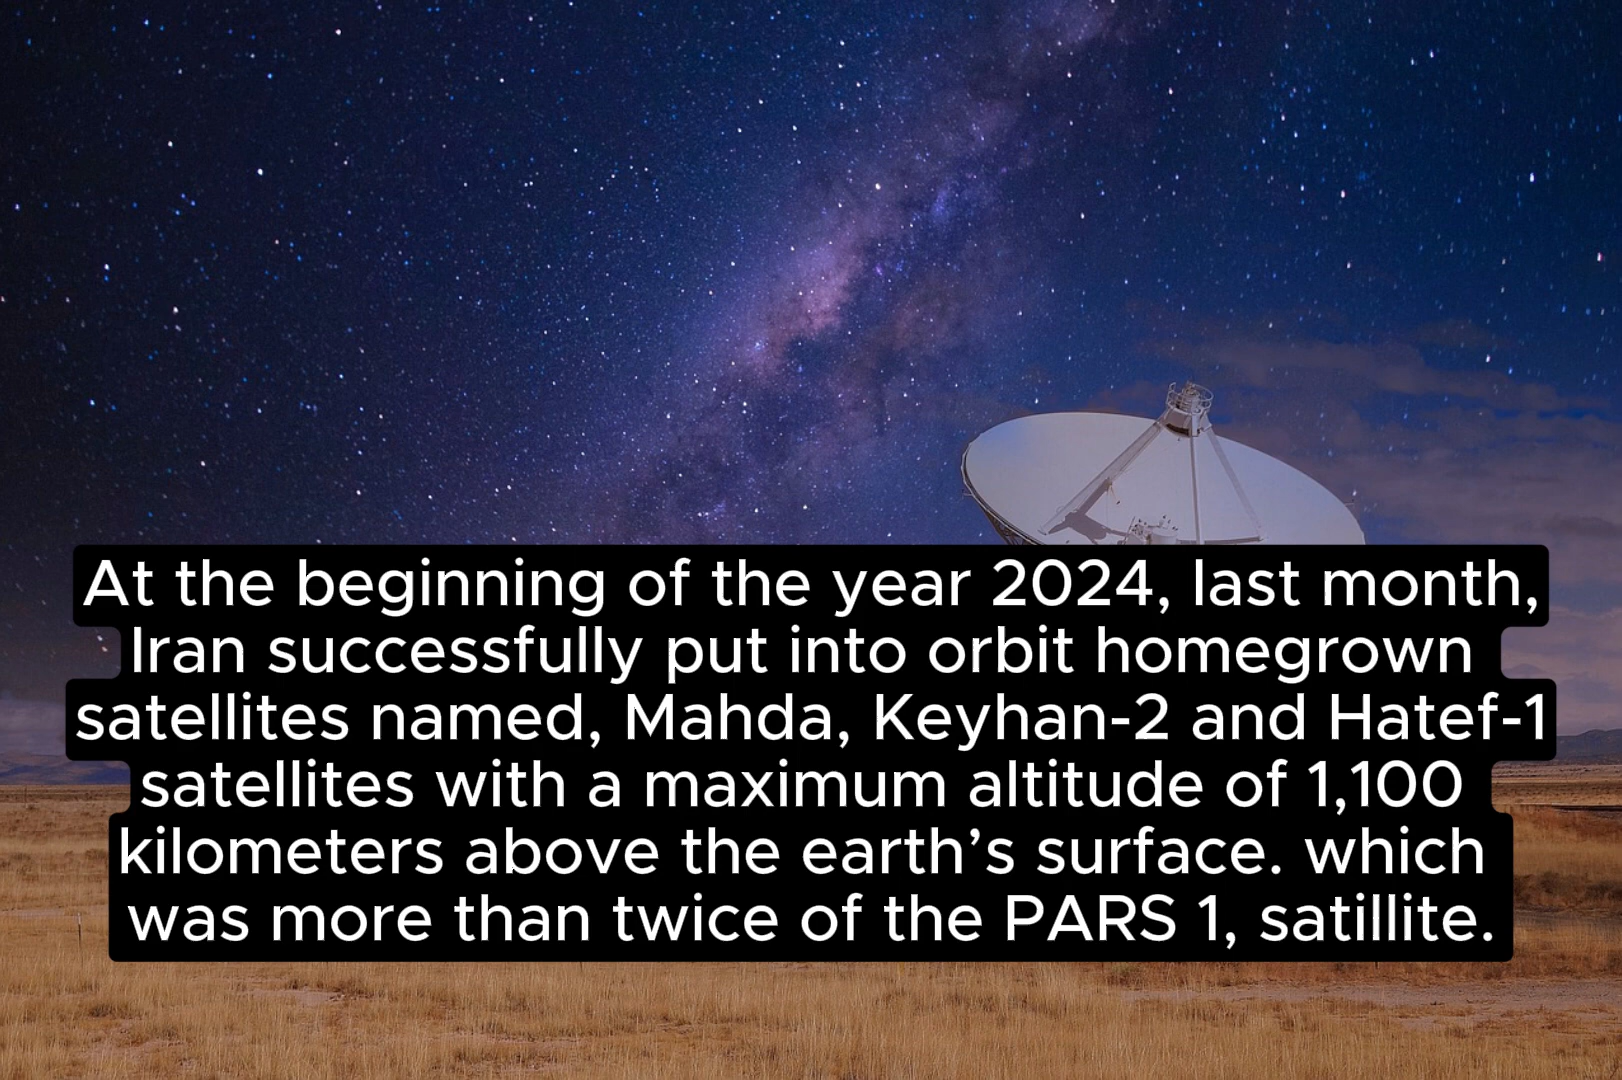 At the beginning of the year 2024, last month,
Iran successfully put into orbit homegrown
satellites named, Mahda, Keyhan-2 and Hatef-1
satellites with a maximum altitude of 1,100
kilometers above the earth’s surface. which
was more than twice of the PARS 1, satillite.